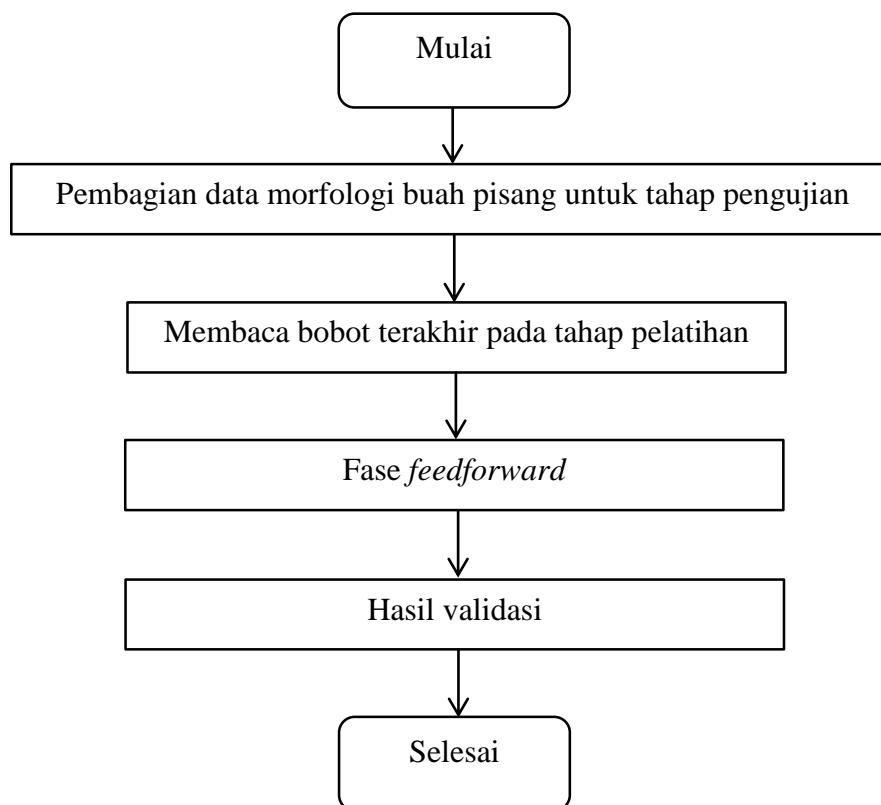 Mulai
Pembagian data morfologi buah pisang untuk tahap pengujian
Membaca bobot terakhir pada tahap pelatihan
Fase feedforward
Hasil validasi
Selesai